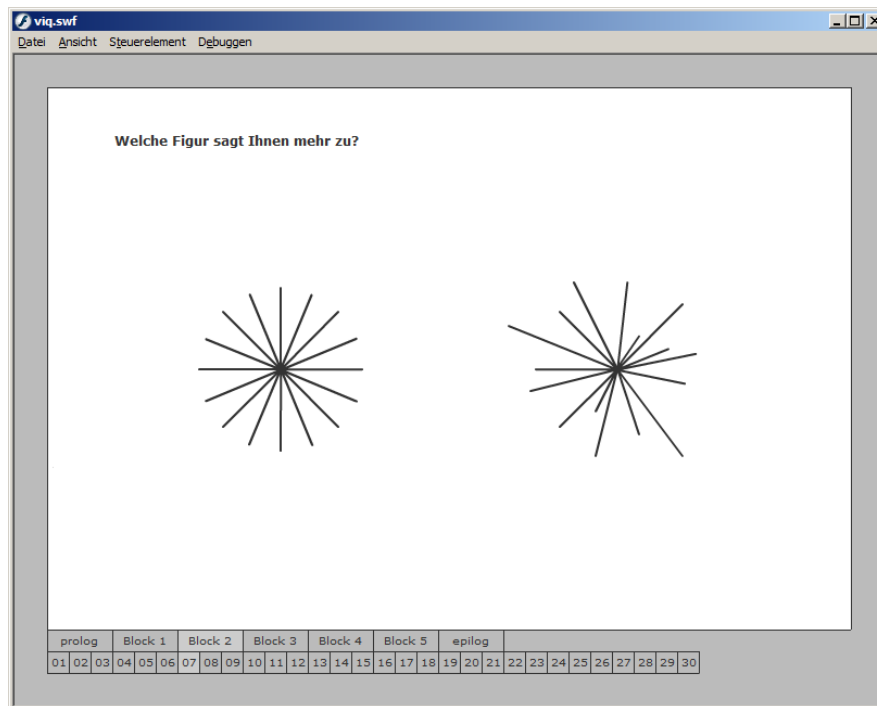 viq.swf
Datei Ansicht Steuerelement Debuggen
Welche Figur sagt Ihnen mehr zu?
prolog Block 1 Block 2 Block 3 Block 4 Block 5 epilog
01 02 03 04 05 06 07 08 09 10 11 12 13 14 15 16 17 18 19 20 21 22 23 24 25 26 27 28 29 30